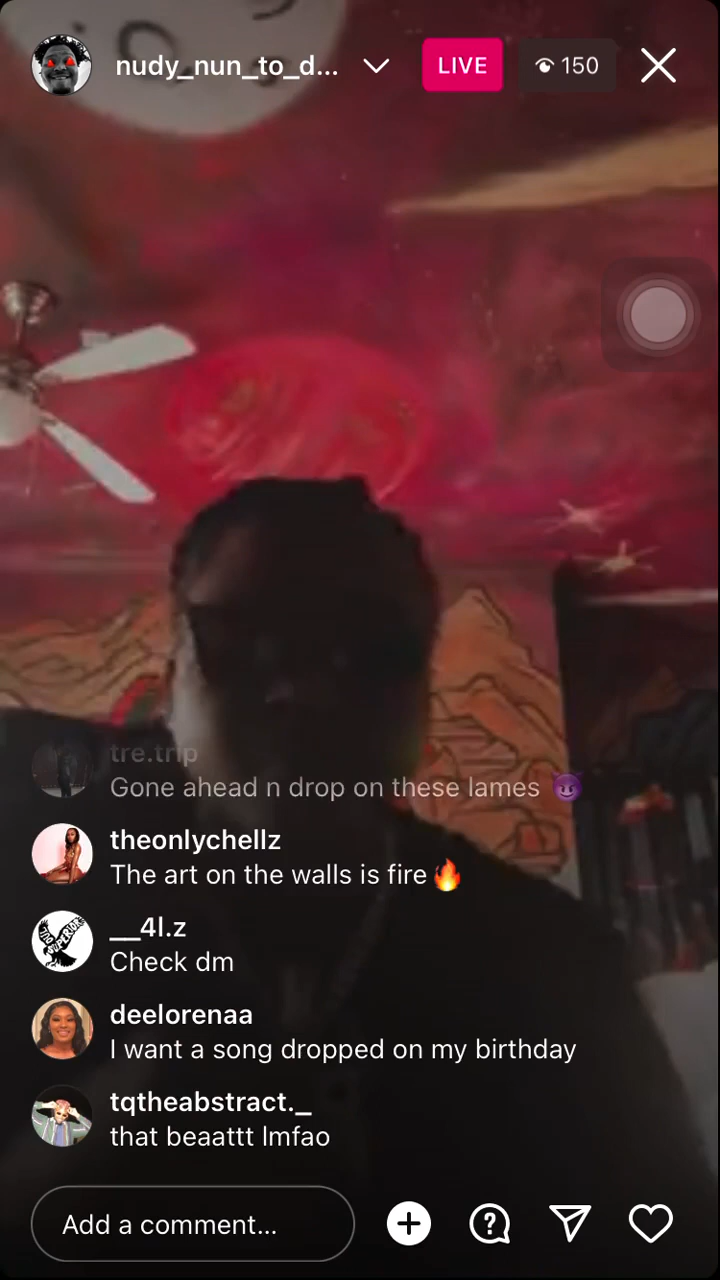 nudy_nun_to_d...
LIVE
150
tre.trip
Gone ahead n drop on these lames 😈
theonlychellz
The art on the walls is fire🔥
__4l.z
Check dm
deelorenaa
I want a song dropped on my birthday
tqtheabstract._
that beaattt lmfao
Add a comment...